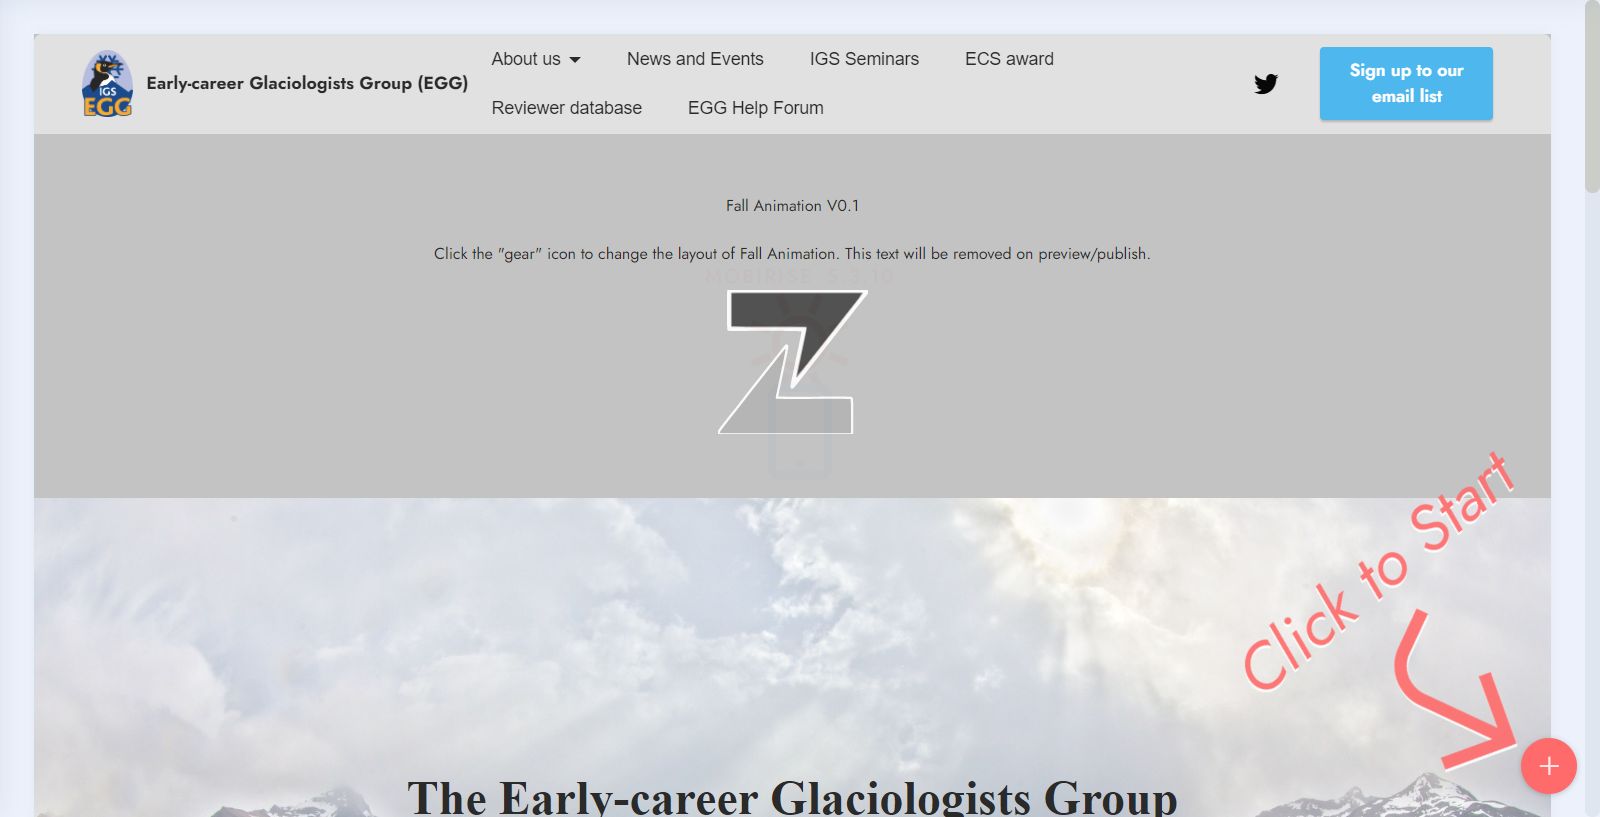 IGS
EGG
Early-career Glaciologists Group (EGG)
About us
News and Events
IGS Seminars
ECS award
Reviewer database
EGG Help Forum
Sign up to our
email list
Fall Animation V0.1
Click the "gear" icon to change the layout of Fall Animation. This text will be removed on preview/publish.
MOBIRISE 5.3.10
Click to Start
The Early-career Glaciologists Group